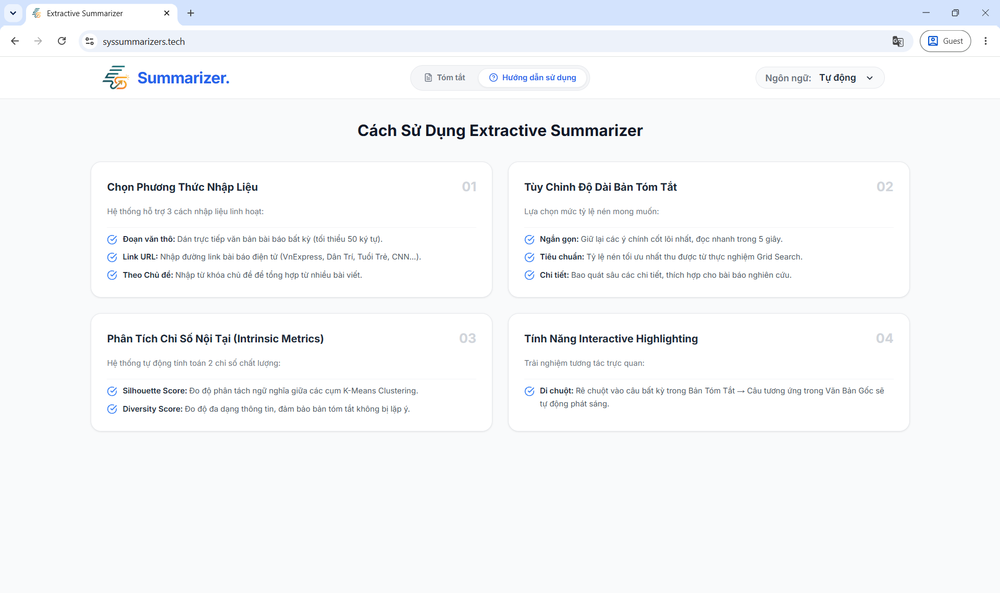 Extractive Summarizer
syssummarizers.tech
Guest
Summarizer.
Tóm tắt
Hướng dẫn sử dụng
Ngôn ngữ: Tự động
Cách Sử Dụng Extractive Summarizer
Chọn Phương Thức Nhập Liệu
01
Hệ thống hỗ trợ 3 cách nhập liệu linh hoạt:
Đoạn văn thô: Dán trực tiếp văn bản bài báo bất kỳ (tối thiểu 50 ký tự).
Link URL: Nhập đường link bài báo điện tử (VnExpress, Dân Trí, Tuổi Trẻ, CNN...).
Theo Chủ đề: Nhập từ khóa chủ đề để tổng hợp từ nhiều bài viết.
Tùy Chỉnh Độ Dài Bản Tóm Tắt
02
Lựa chọn mức tỷ lệ nén mong muốn:
Ngắn gọn: Giữ lại các ý chính cốt lõi nhất, đọc nhanh trong 5 giây.
Tiêu chuẩn: Tỷ lệ nén tối ưu nhất thu được từ thực nghiệm Grid Search.
Chi tiết: Bao quát sâu các chi tiết, thích hợp cho bài báo nghiên cứu.
Phân Tích Chỉ Số Nội Tại (Intrinsic Metrics)
03
Hệ thống tự động tính toán 2 chỉ số chất lượng:
Silhouette Score: Đo độ phân tách ngữ nghĩa giữa các cụm K-Means Clustering.
Diversity Score: Đo độ đa dạng thông tin, đảm bảo bản tóm tắt không bị lặp ý.
Tính Năng Interactive Highlighting
04
Trải nghiệm tương tác trực quan:
Di chuột: Rê chuột vào câu bất kỳ trong Bản Tóm Tắt → Câu tương ứng trong Văn Bản Gốc sẽ
tự động phát sáng.